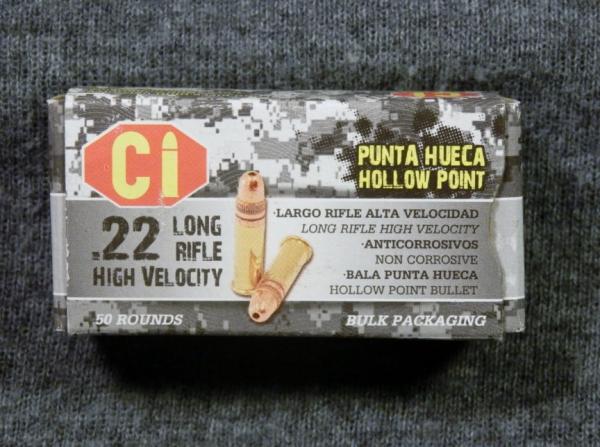 Ci
PUNTA HUECA
HOLLOW POINT
.22 LONG
RIFLE
HIGH VELOCITY
·LARGO RIFLE ALTA VELOCIDAD
LONG RIFLE HIGH VELOCITY
·ANTICORROSIVOS
NON CORROSIVE
·BALA PUNTA HUECA
HOLLOW POINT BULLET
50 ROUNDS
BULK PACKAGING